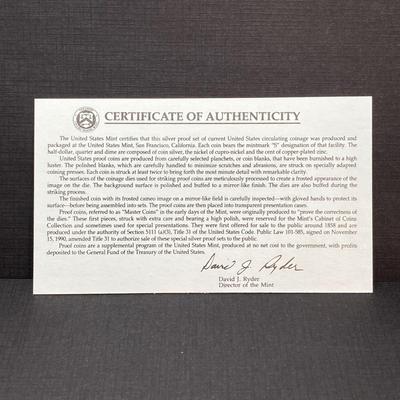 CERTIFICATE OF AUTHENTICITY
The United States Mint certifies that this silver proof set of current United States circulating coinage was produced and
packaged at the United States Mint, San Francisco, California. Each coin bears the mintmark "S" designation of that facility. The
half-dollar, quarter and dime are composed of coin silver, the nickel of cupro-nickel and the cent of copper-plated zinc.
United States proof coins are produced from carefully selected planchets, or coin blanks, that have been burnished to a high
luster. The polished blanks, which are carefully handled to minimize scratches and abrasions, are struck on specially adapted
coining presses. Each coin is struck at least twice to bring forth the most minute detail with remarkable clarity.
The surfaces of the coinage dies used for striking proof coins are meticulously processed to create a frosted appearance of the
image on the die. The background surface is polished and buffed to a mirror-like finish. The dies are also buffed during the
striking process.
The finished coin with its frosted cameo image on a mirror-like field is carefully inspected—with gloved hands to protect its
surface—before being assembled into sets. The proof coins are then placed into transparent presentation cases.
Proof coins, referred to as "Master Coins" in the early days of the Mint, were originally produced to "prove the correctness of
the dies." These first pieces, struck with extra care and bearing a high polish, were reserved for the Mint's Cabinet of Coins
Collection and sometimes used for special presentations. They were first offered for sale to the public around 1858 and are
produced under the authority of Section 5111 (a)(3), Title 31 of the United States Code. Public Law 101-585, signed on November
15, 1990, amended Title 31 to authorize sale of these special silver proof sets to the public.
Proof coins are a supplemental program of the United States Mint, produced at no net cost to the government, with profits
deposited to the General Fund of the Treasury of the United States.
David J. Ryder
David J. Ryder
Director of the Mint